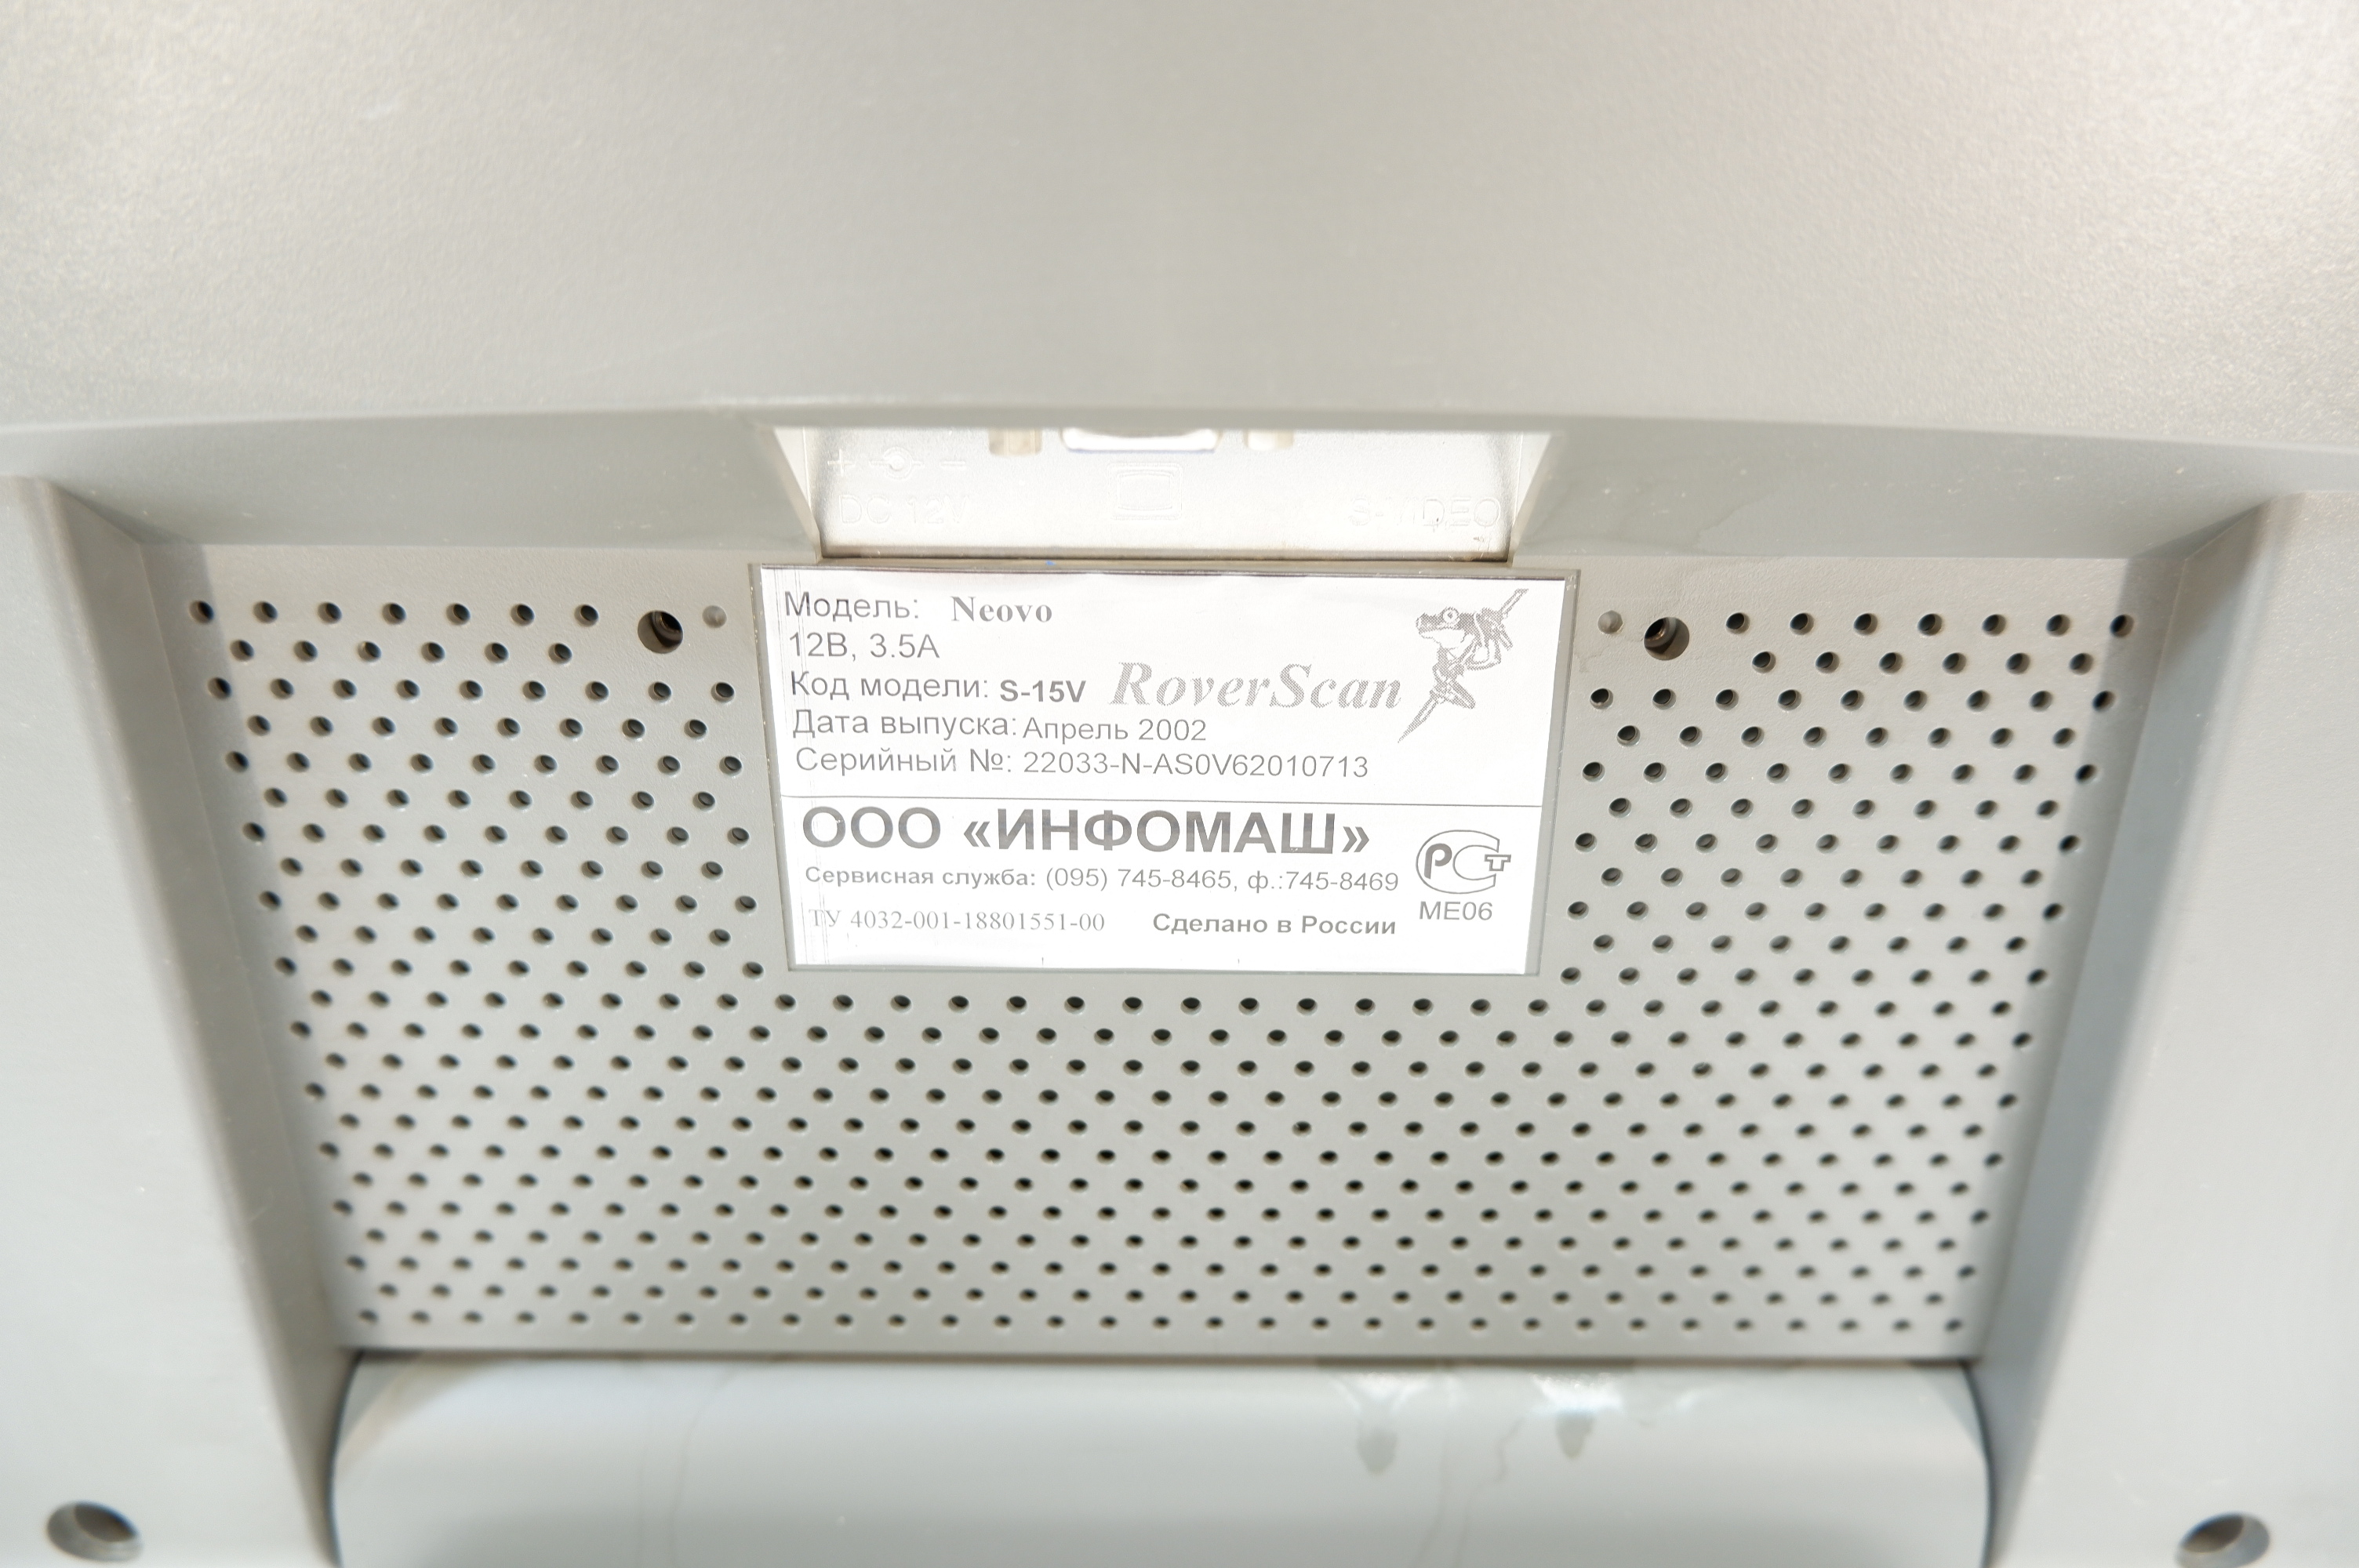 + -
DC 12V
S-VIDEO
Модель: Neovo
12В, 3.5А
Код модели: S-15V RoverScan
Дата выпуска: Апрель 2002
Серийный №: 22033-N-AS0V62010713
ООО «ИНФОМАШ»
Сервисная служба: (095) 745-8465, ф.:745-8469
РСТ
МЕ06
ТУ 4032-001-18801551-00 Сделано в России